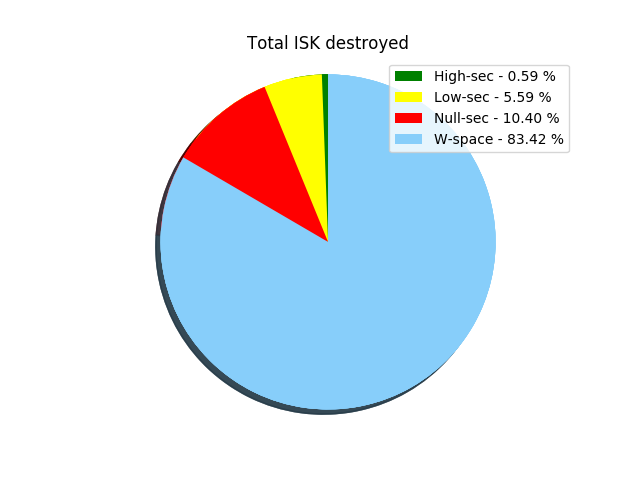 Total ISK destroyed
High-sec - 0.59 %
Low-sec - 5.59 %
Null-sec - 10.40 %
W-space - 83.42 %